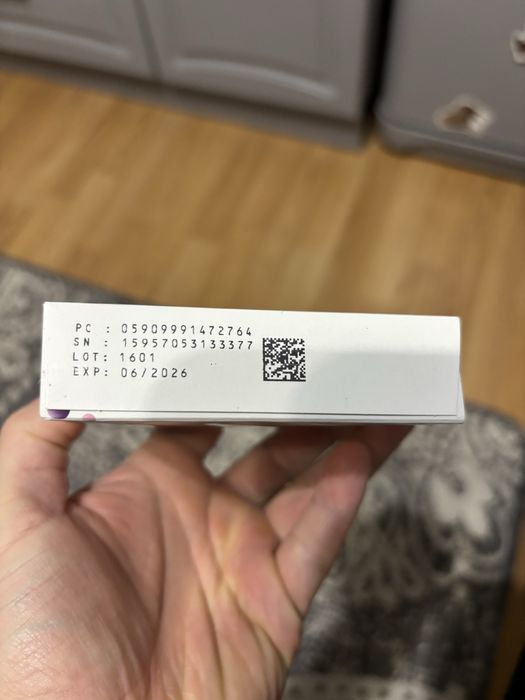 PC : 05909991472764
SN : 15957053133377
LOT: 1601
EXP: 06/2026